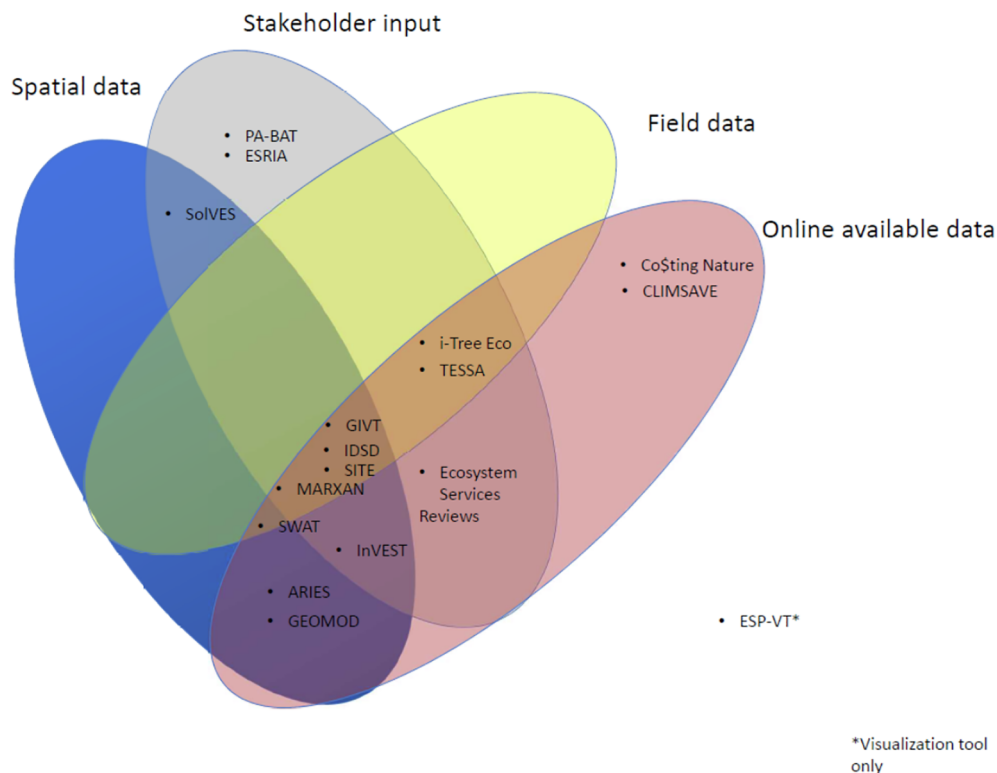 Stakeholder input
Spatial data
Field data
• PA-BAT
• ESRIA
• SolVES
Online available data
• Co$ting Nature
• CLIMSAVE
• i-Tree Eco
• TESSA
• GIVT
• IDSD
• SITE
• MARXAN
• Ecosystem
Services
Reviews
• SWAT
• InVEST
• ARIES
• GEOMOD
• ESP-VT*
*Visualization tool
only